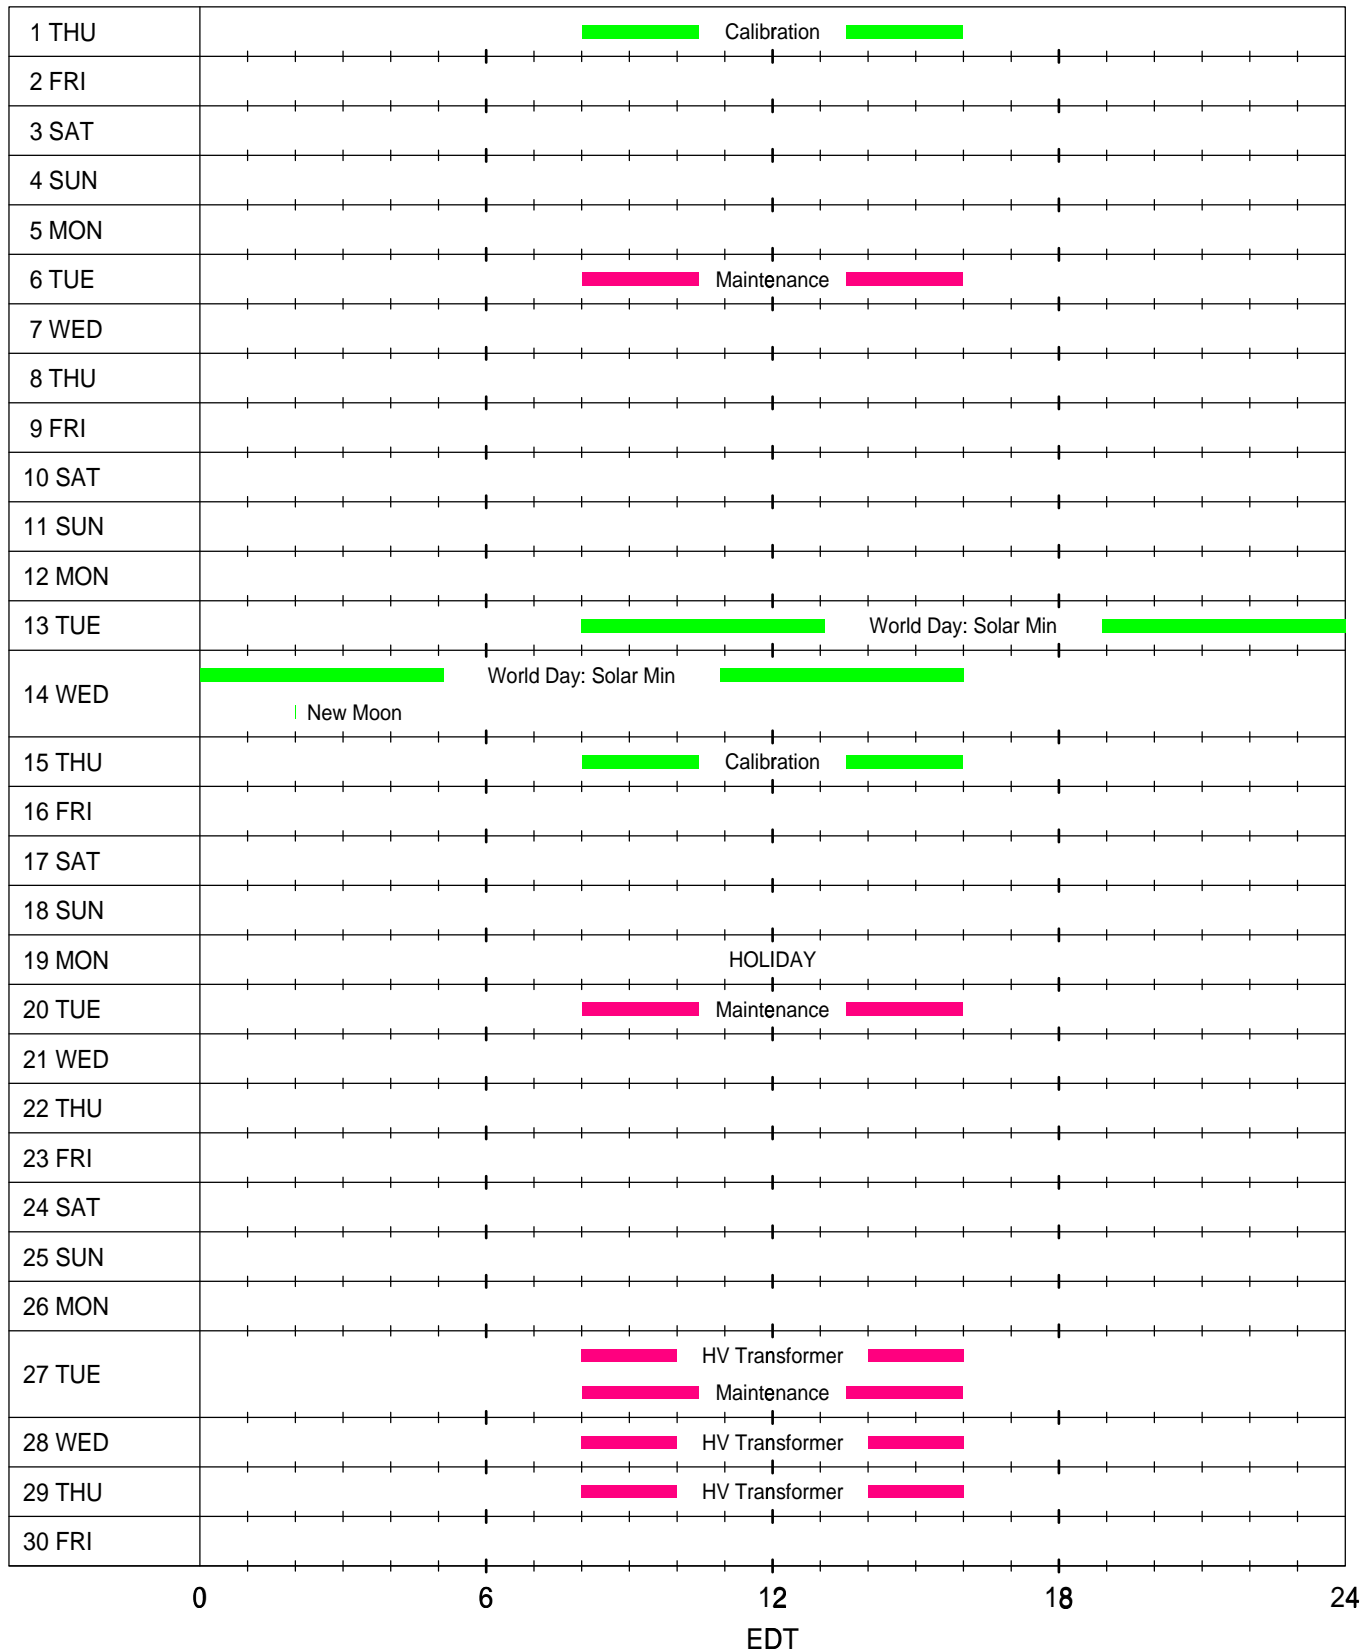 1 THU Calibration
2 FRI
3 SAT
4 SUN
5 MON
6 TUE Maintenance
7 WED
8 THU
9 FRI
10 SAT
11 SUN
12 MON
13 TUE World Day: Solar Min
World Day: Solar Min
14 WED
New Moon
15 THU Calibration
16 FRI
17 SAT
18 SUN
19 MON HOLIDAY
20 TUE Maintenance
21 WED
22 THU
23 FRI
24 SAT
25 SUN
26 MON
HV Transformer
27 TUE
Maintenance
28 WED HV Transformer
29 THU HV Transformer
30 FRI
0 6 12 18 24
EDT